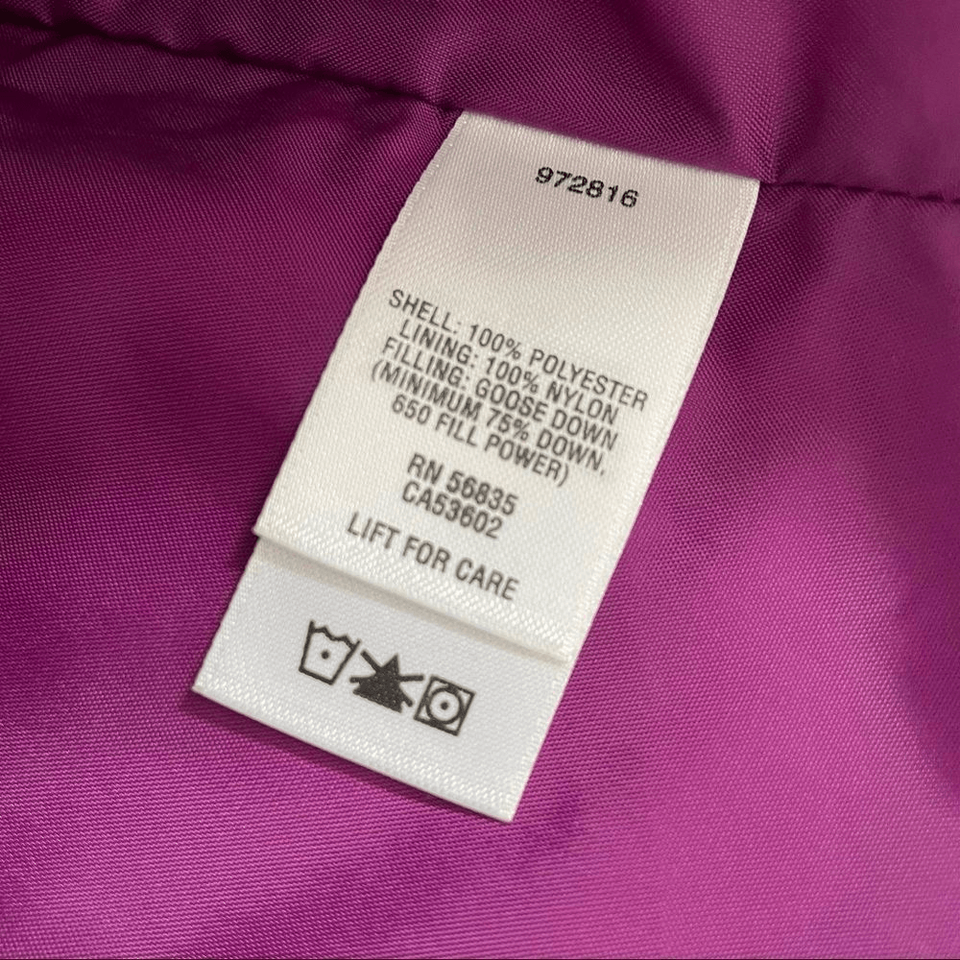 972816
SHELL: 100% POLYESTER
LINING: 100% NYLON
FILLING: GOOSE DOWN
(MINIMUM 75% DOWN,
650 FILL POWER)
RN 56835
CA53602
LIFT FOR CARE